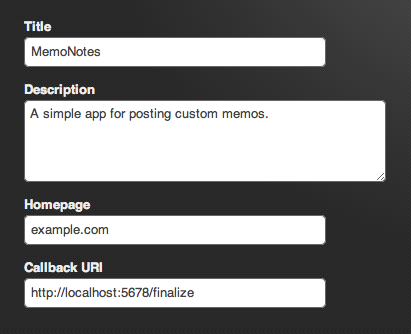 Title
MemoNotes
Description
A simple app for posting custom memos.
Homepage
example.com
Callback URI
http://localhost:5678/finalize